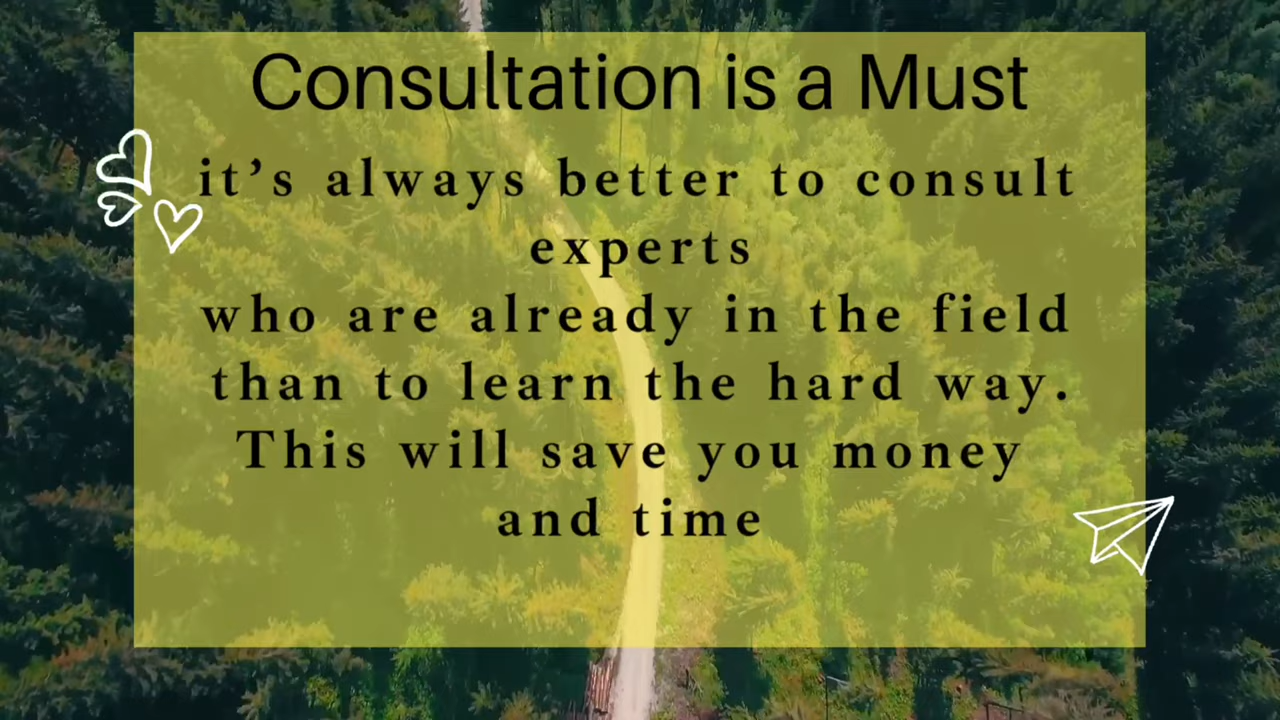 Consultation is a Must
it’s always better to consult
experts
who are already in the field
than to learn the hard way.
This will save you money
and time